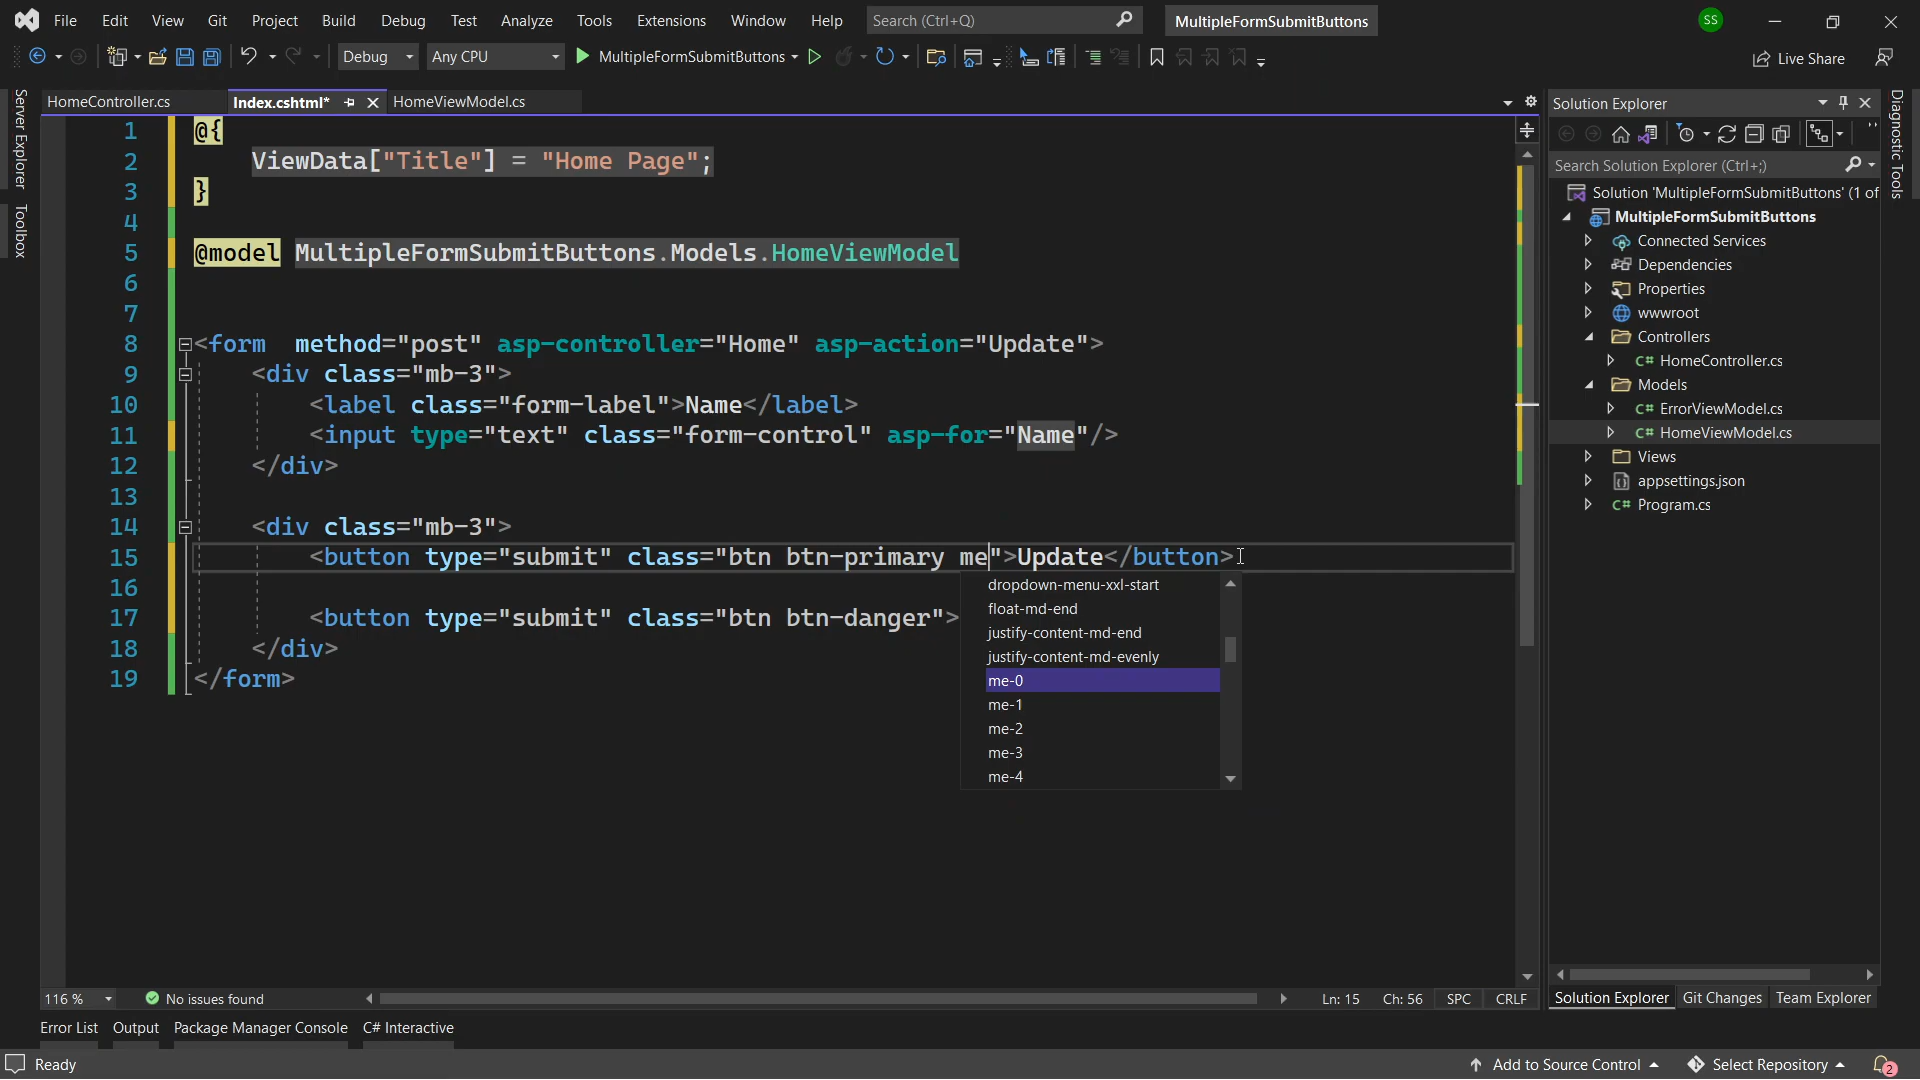 File Edit View Git Project Build Debug Test Analyze Tools Extensions Window Help Search (Ctrl+Q) MultipleFormSubmitButtons SS
Debug Any CPU MultipleFormSubmitButtons Live Share
Server Explorer
Toolbox
HomeController.cs Index.cshtml* HomeViewModel.cs
1 @{
2 ViewData["Title"] = "Home Page";
3 }
4
5 @model MultipleFormSubmitButtons.Models.HomeViewModel
6
7
8 <form method="post" asp-controller="Home" asp-action="Update">
9 <div class="mb-3">
10 <label class="form-label">Name</label>
11 <input type="text" class="form-control" asp-for="Name"/>
12 </div>
13
14 <div class="mb-3">
15 <button type="submit" class="btn btn-primary me">Update</button>
16
17 <button type="submit" class="btn btn-danger">
18 </div>
19 </form>
dropdown-menu-xxl-start
float-md-end
justify-content-md-end
justify-content-md-evenly
me-0
me-1
me-2
me-3
me-4
116 % No issues found Ln: 15 Ch: 56 SPC CRLF
Solution Explorer
Search Solution Explorer (Ctrl+;)
Solution 'MultipleFormSubmitButtons' (1 of
MultipleFormSubmitButtons
Connected Services
Dependencies
Properties
wwwroot
Controllers
C# HomeController.cs
Models
C# ErrorViewModel.cs
C# HomeViewModel.cs
Views
appsettings.json
C# Program.cs
Solution Explorer Git Changes Team Explorer
Diagnostic Tools
Error List Output Package Manager Console C# Interactive
Ready Add to Source Control Select Repository 2